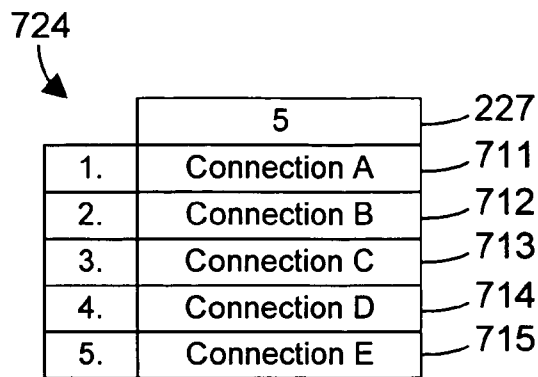 724
5 227
1. Connection A 711
2. Connection B 712
3. Connection C 713
4. Connection D 714
5. Connection E 715